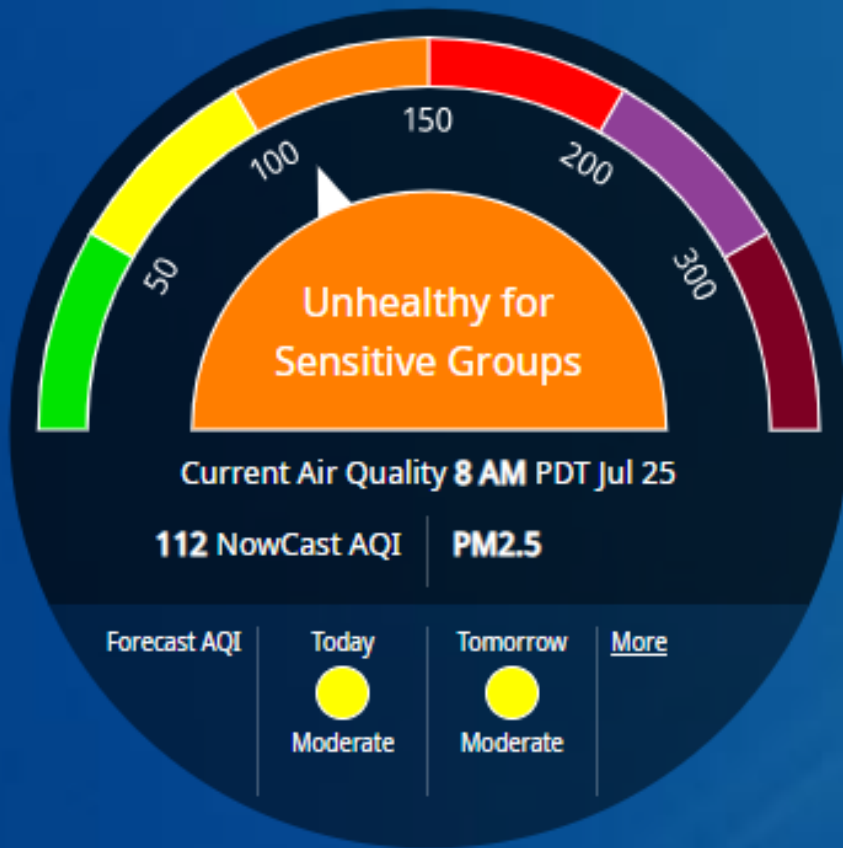 50
100
150
200
300
Unhealthy for
Sensitive Groups
Current Air Quality 8 AM PDT Jul 25
112 NowCast AQI PM2.5
Forecast AQI Today Tomorrow More
Moderate Moderate